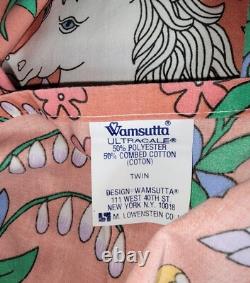 Wamsutta®
ULTRACALE®
50% POLYESTER
50% COMBED COTTON
(COTON)
TWIN
DESIGN: WAMSUTTA®
111 WEST 40TH ST
NEW YORK N.Y. 10018
M. LOWENSTEIN CO